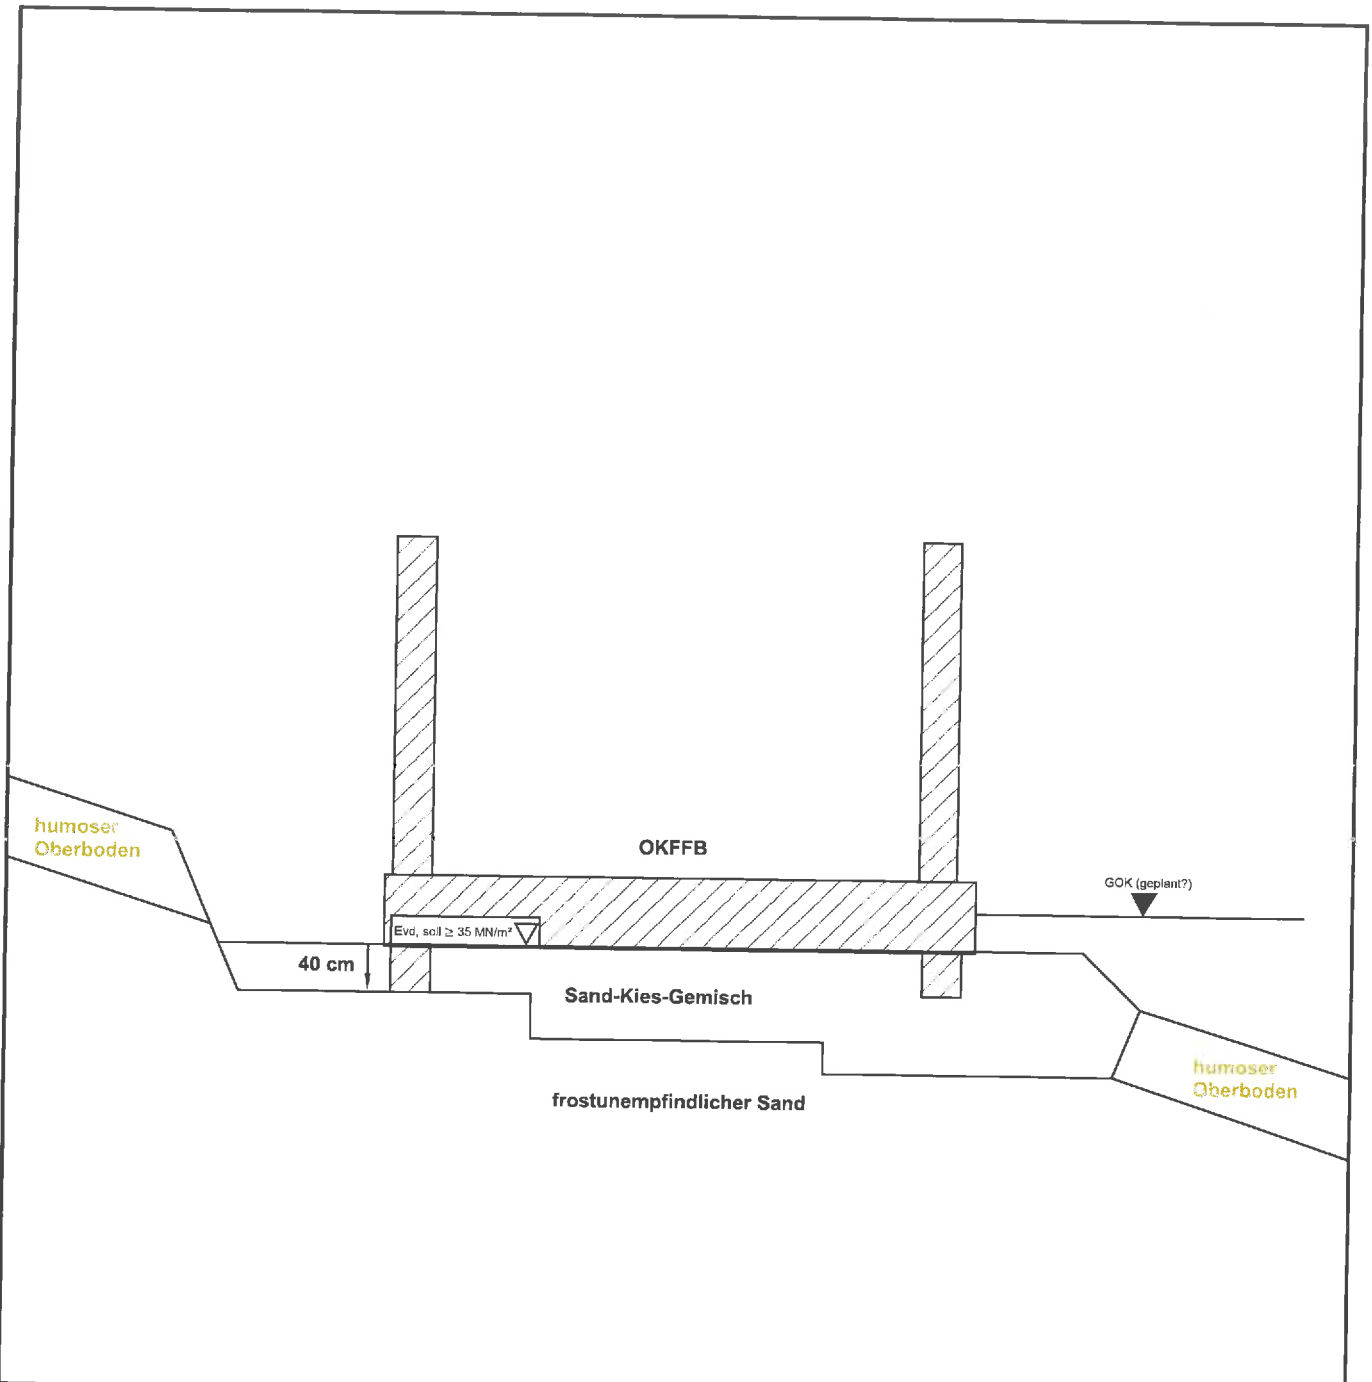 humoser
Oberboden
OKFFB
GOK (geplant?)
Evd, soll ≥ 35 MN/m²
40 cm
Sand-Kies-Gemisch
humoser
Oberboden
frostunempfindlicher Sand